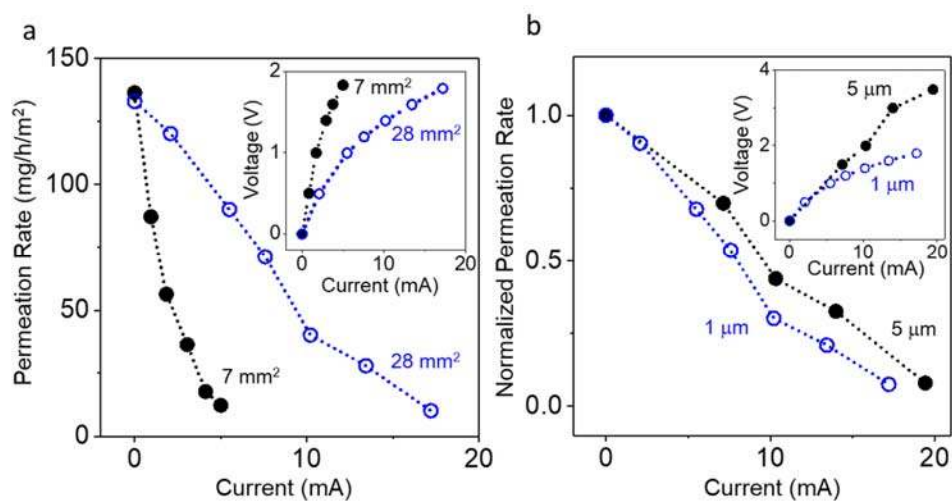 a
150
100
50
0
Permeation Rate (mg/h/m²)
0
10
20
Current (mA)
7 mm²
28 mm²
2
1
0
Voltage (V)
0
10
20
Current (mA)
7 mm²
28 mm²
b
1.0
0.5
0.0
Normalized Permeation Rate
0
10
20
Current (mA)
1 μm
5 μm
4
2
0
Voltage (V)
0
10
20
Current (mA)
5 μm
1 μm